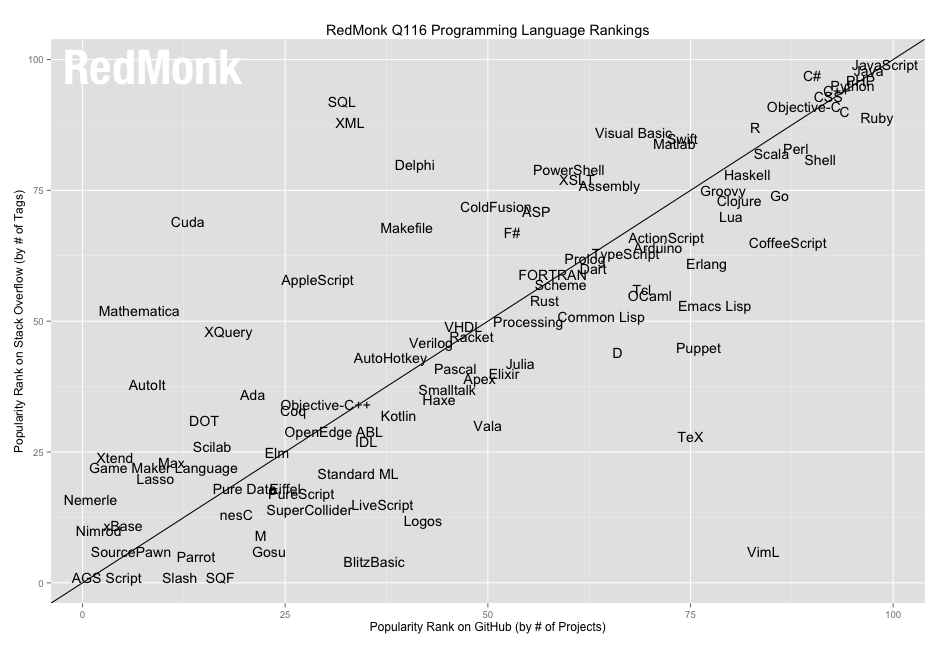 RedMonk Q116 Programming Language Rankings
RedMonk
Popularity Rank on Stack Overflow (by # of Tags)
100
75
50
25
0
JavaScript
Java
C#
PHP
Python
C++
CSS
SQL
Objective-C
C
Ruby
XML
R
Visual Basic
Swift
Matlab
Perl
Scala
Shell
Delphi
PowerShell
Haskell
XSLT
Assembly
Groovy
Go
Clojure
ColdFusion
ASP
Lua
Cuda
Makefile
F#
ActionScript
CoffeeScript
Arduino
TypeScript
Prolog
Erlang
Dart
FORTRAN
AppleScript
Scheme
Tcl
OCaml
Rust
Emacs Lisp
Mathematica
Common Lisp
Processing
VHDL
XQuery
Racket
Verilog
Puppet
D
AutoHotkey
Julia
Pascal
Elixir
Apex
AutoIt
Smalltalk
Ada
Haxe
Objective-C++
Coq
Kotlin
DOT
Vala
OpenEdge ABL
TeX
IDL
Scilab
Elm
Xtend
Max
Game Maker Language
Standard ML
Lasso
Pure Data
Eiffel
PureScript
Nemerle
LiveScript
SuperCollider
nesC
Logos
xBase
Nimrod
M
SourcePawn
Gosu
VimL
Parrot
BlitzBasic
AGS Script
Slash
SQF
0
25
50
75
100
Popularity Rank on GitHub (by # of Projects)